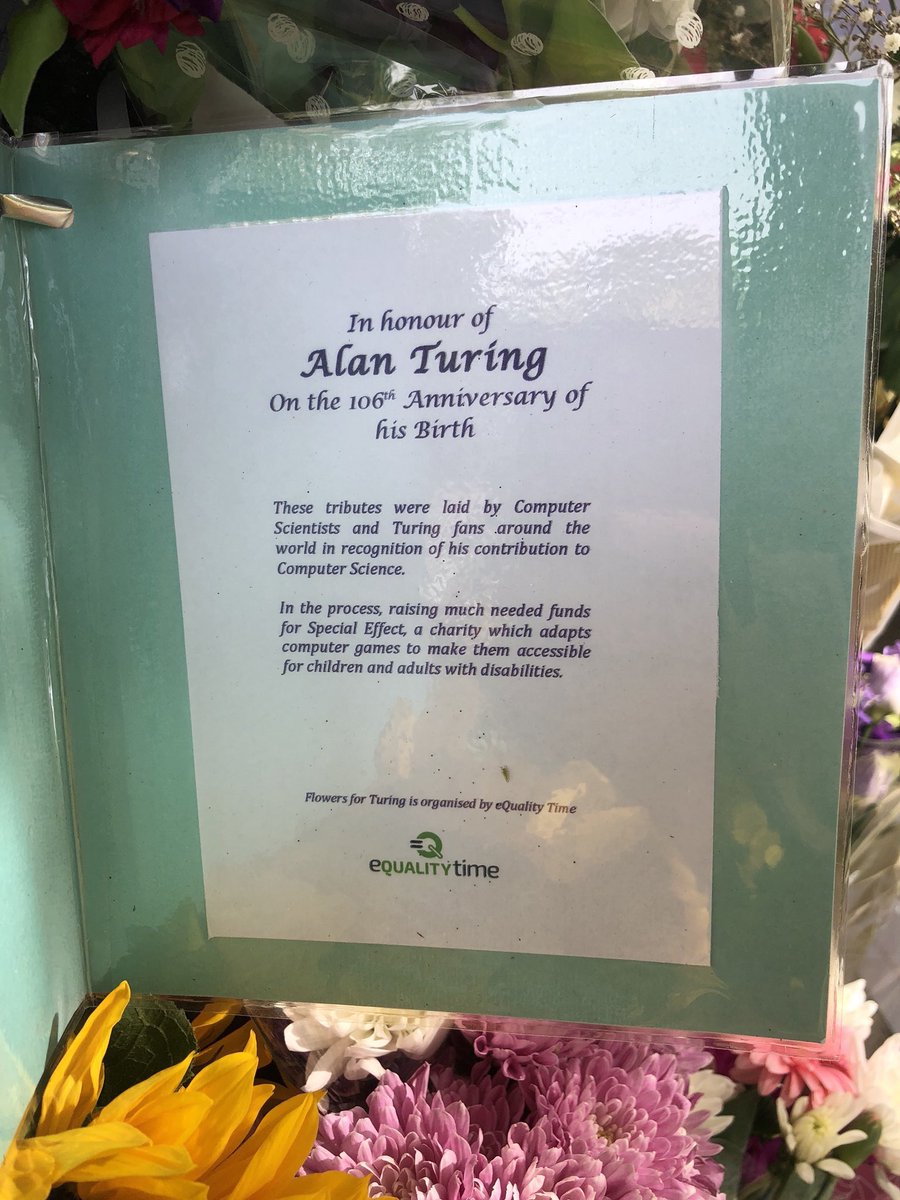 In honour of
Alan Turing
On the 106th Anniversary of
his Birth
These tributes were laid by Computer
Scientists and Turing fans around the
world in recognition of his contribution to
Computer Science.
In the process, raising much needed funds
for Special Effect, a charity which adapts
computer games to make them accessible
for children and adults with disabilities.
Flowers for Turing is organised by eQuality Time
eQUALITYtime